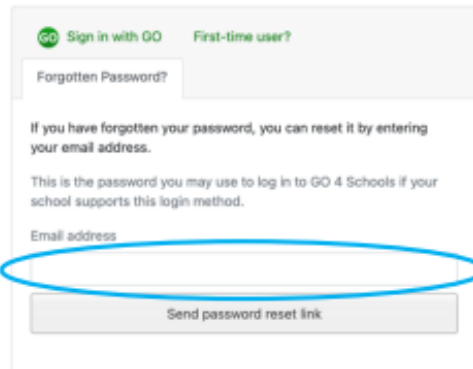 GO Sign in with GO First-time user?
Forgotten Password?
If you have forgotten your password, you can reset it by entering
your email address.
This is the password you may use to log in to GO 4 Schools if your
school supports this login method.
Email address
Send password reset link